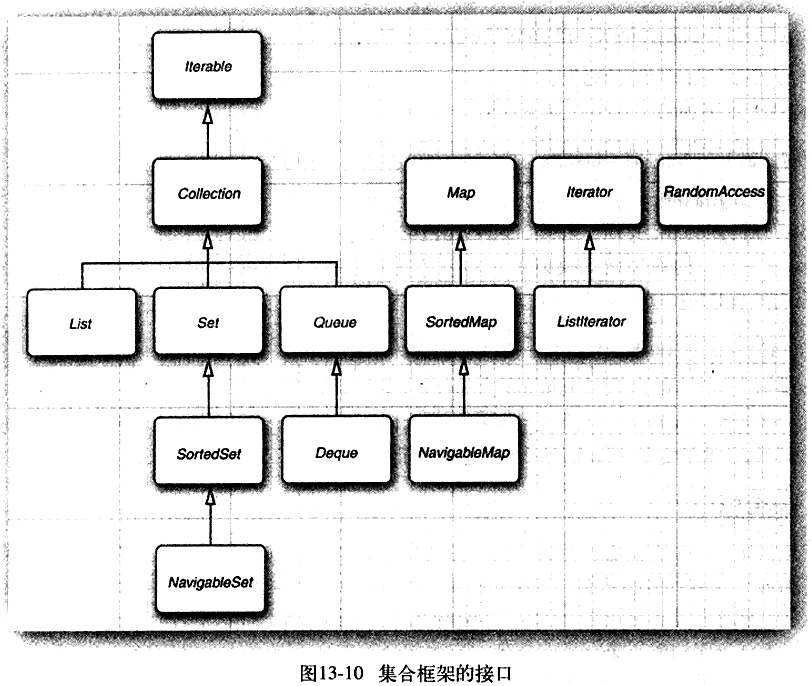 Iterable
Collection
Map
Iterator
RandomAccess
List
Set
Queue
SortedMap
ListIterator
SortedSet
Deque
NavigableMap
NavigableSet
图13-10 集合框架的接口